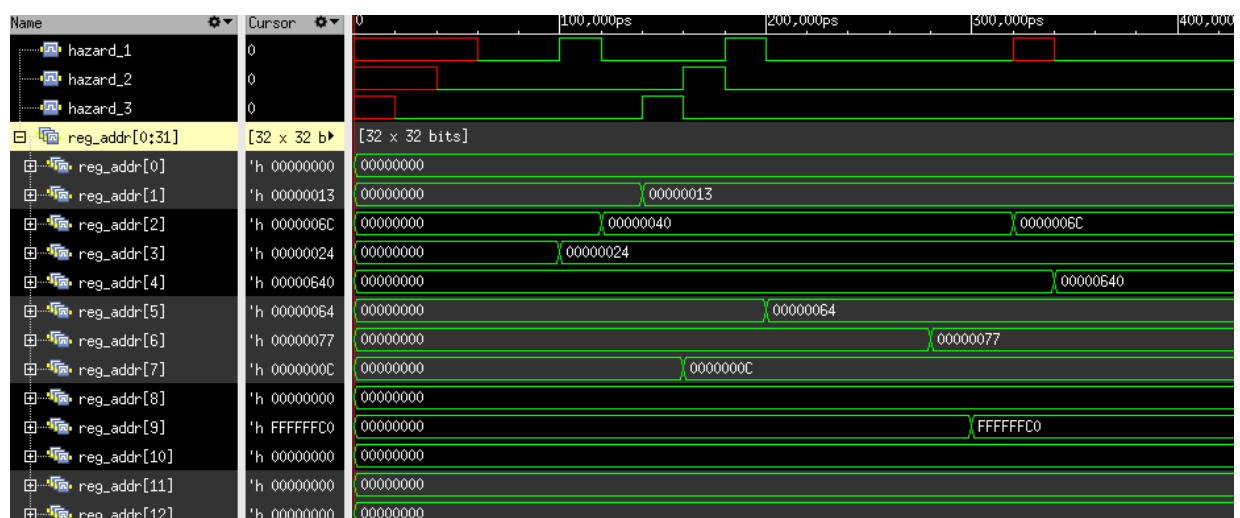 Name Cursor 0 100,000ps 200,000ps 300,000ps 400,000
hazard_1 0
hazard_2 0
hazard_3 0
reg_addr[0:31] [32 x 32 b [32 x 32 bits]
reg_addr[0] 'h 00000000 00000000
reg_addr[1] 'h 00000013 00000000 00000013
reg_addr[2] 'h 0000006C 00000000 00000040 0000006C
reg_addr[3] 'h 00000024 00000000 00000024
reg_addr[4] 'h 00000640 00000000 00000640
reg_addr[5] 'h 00000064 00000000 00000064
reg_addr[6] 'h 00000077 00000000 00000077
reg_addr[7] 'h 0000000C 00000000 0000000C
reg_addr[8] 'h 00000000 00000000
reg_addr[9] 'h FFFFFFC0 00000000 FFFFFFC0
reg_addr[10] 'h 00000000 00000000
reg_addr[11] 'h 00000000 00000000
reg_addr[12] 'h 00000000 00000000